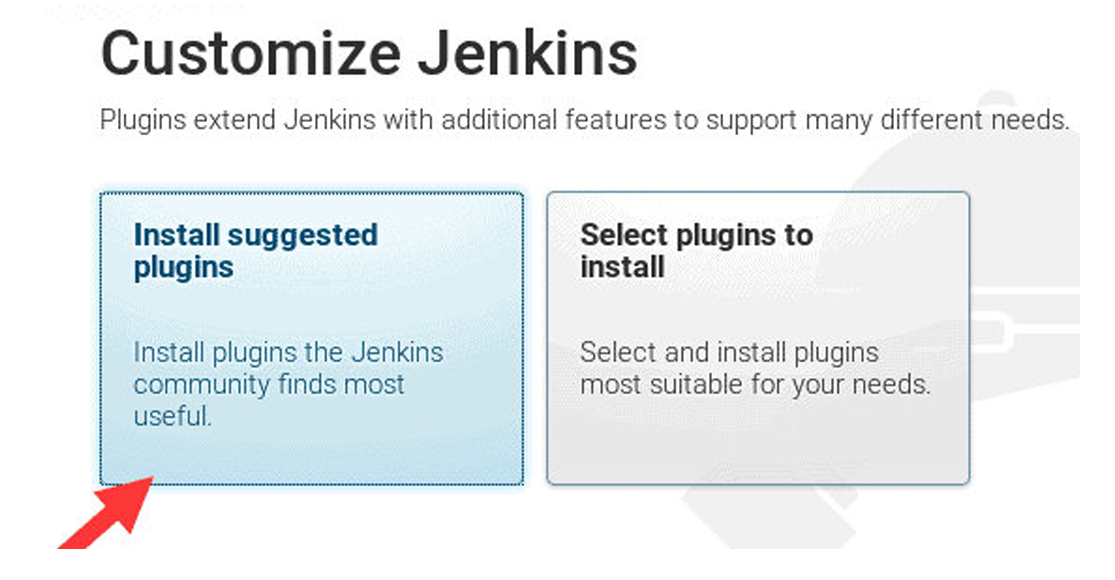 Customize Jenkins
Plugins extend Jenkins with additional features to support many different needs.
Install suggested
plugins
Install plugins the Jenkins
community finds most
useful.
Select plugins to
install
Select and install plugins
most suitable for your needs.